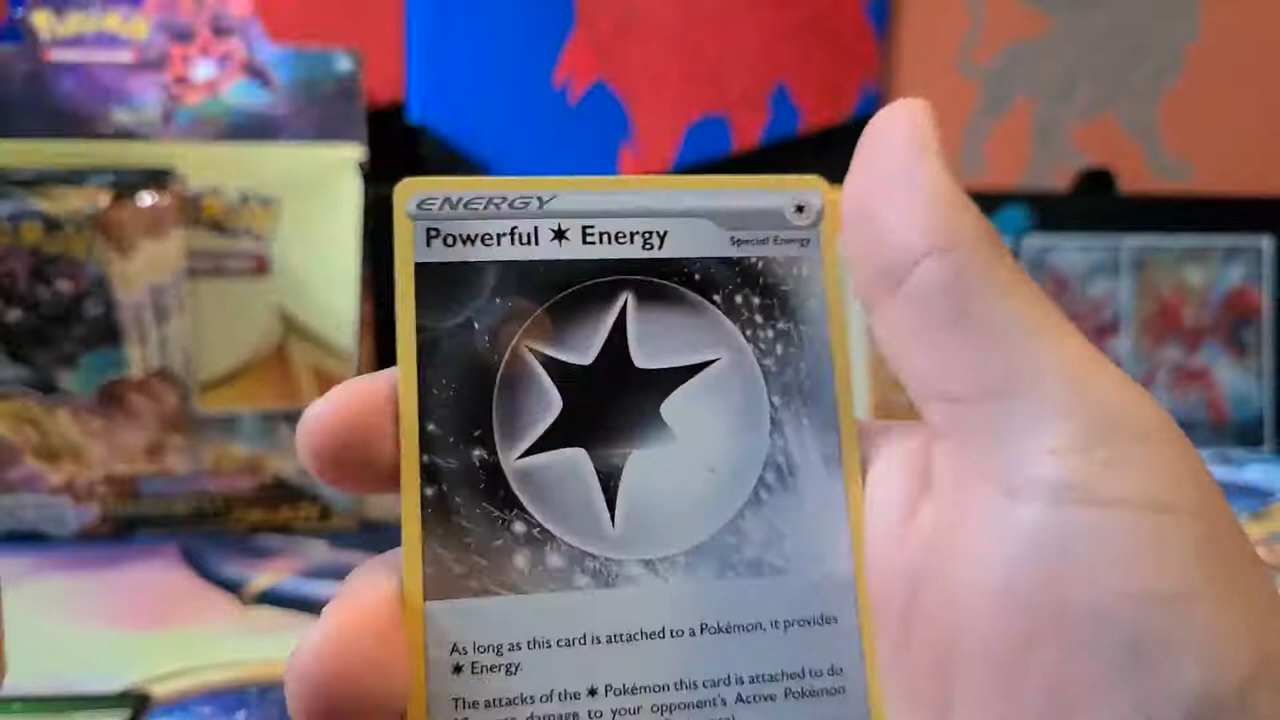 Pokémon
ENERGY
Powerful Energy
Special Energy
As long as this card is attached to a Pokémon, it provides
Energy.
The attacks of the Pokémon this card is attached to do
damage to your opponent's Active Pokémon